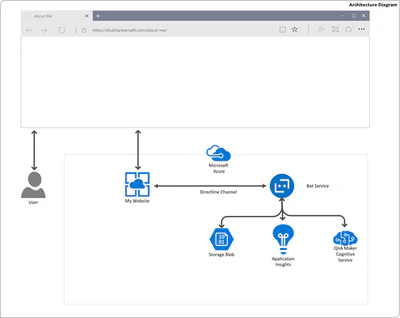 Architecture Diagram
About Me
https://shubhankarrath.com/about-me/
Microsoft
Azure
User
My Website
Directline Channel
Bot Service
Storage Blob
Application
Insights
QnA Maker
Cognitive
Service